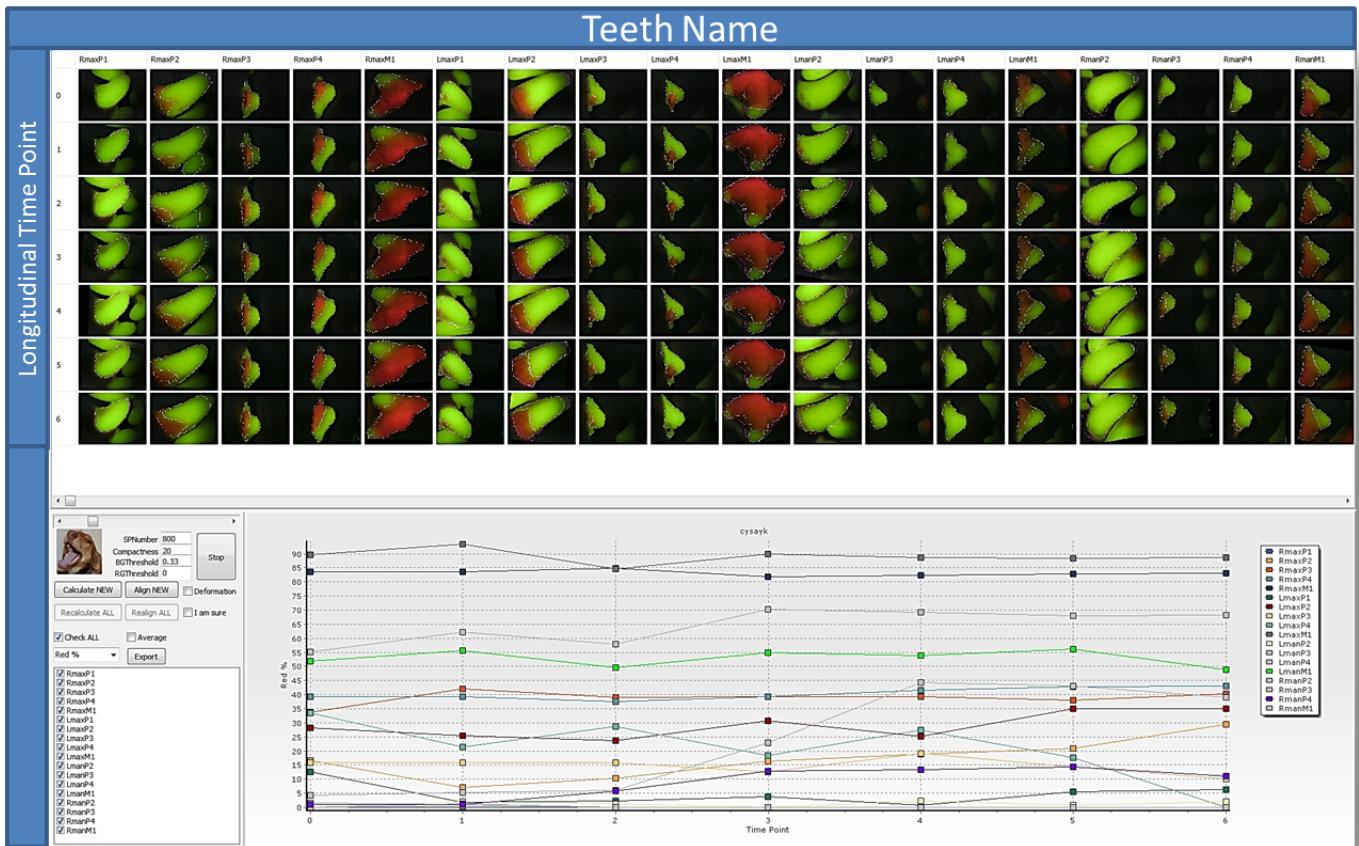 Teeth Name
Longitudinal Time Point
RmaxP1 RmaxP2 RmaxP3 RmaxP4 RmaxM1 LmaxP1 LmaxP2 LmaxP3 LmaxP4 LmaxM1 LmanP2 LmanP3 LmanP4 LmanM1 RmanP2 RmanP3 RmanP4 RmanM1
0
1
2
3
4
5
6
SPNumber 800
Compactness 20
BGThreshold 0.33
RGThreshold 0
Stop
Calculate NEW Align NEW Deformation
Recalculate ALL Realign ALL I am sure
Check ALL Average
Red % Export
RmaxP1
RmaxP2
RmaxP3
RmaxP4
RmaxM1
LmaxP1
LmaxP2
LmaxP3
LmaxP4
LmaxM1
LmanP2
LmanP3
LmanP4
LmanM1
RmanP2
RmanP3
RmanP4
RmanM1
cysayk
Red %
90
85
80
75
70
65
60
55
50
45
40
35
30
25
20
15
10
5
0
0 1 2 3 4 5 6
Time Point
RmaxP1
RmaxP2
RmaxP3
RmaxP4
RmaxM1
LmaxP1
LmaxP2
LmaxP3
LmaxP4
LmaxM1
LmanP2
LmanP3
LmanP4
LmanM1
RmanP2
RmanP3
RmanP4
RmanM1